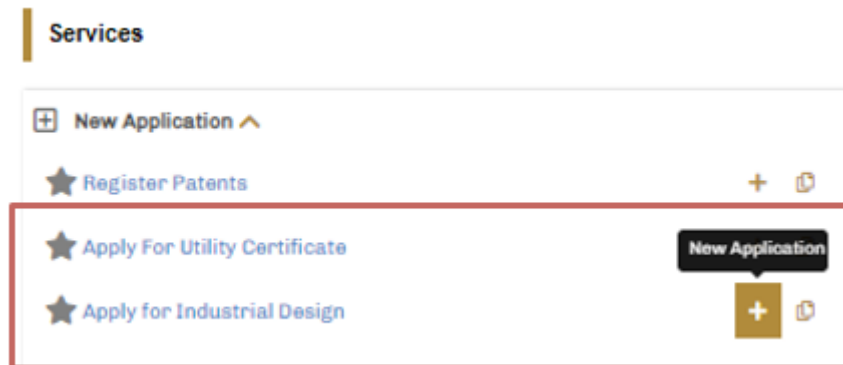 Services
New Application
Register Patents
Apply For Utility Certificate
New Application
Apply for Industrial Design